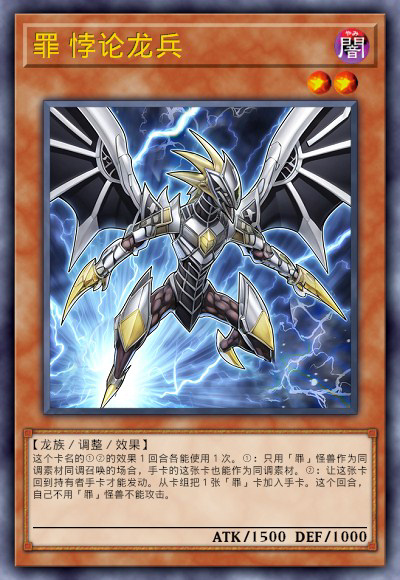 罪 悖论龙兵
やみ
闇
【龙族／调整／效果】
这个卡名的①②的效果１回合各能使用１次。①：只用「罪」怪兽作为同
调素材同调召唤的场合，手卡的这张卡也能作为同调素材。②：让这张卡
回到持有者手卡才能发动。从卡组把１张「罪」卡加入手卡。这个回合，
自己不用「罪」怪兽不能攻击。
ATK/1500 DEF/1000